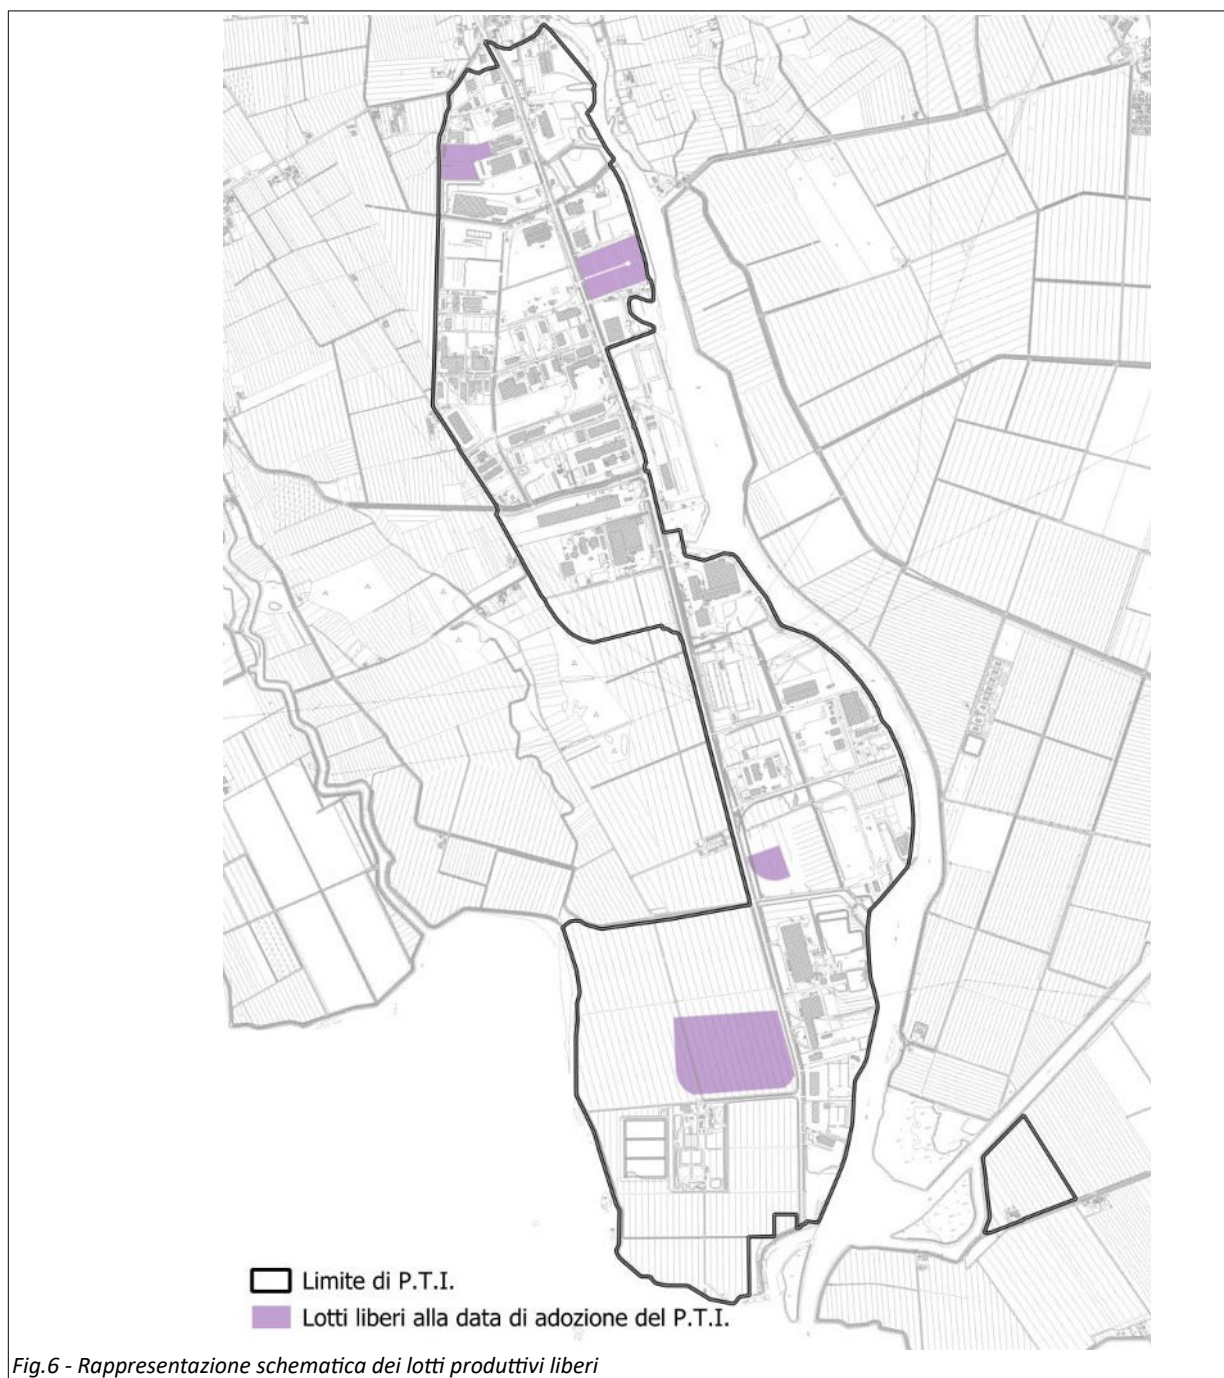 Limite di P.T.I.
Lotti liberi alla data di adozione del P.T.I.
Fig.6 - Rappresentazione schematica dei lotti produttivi liberi